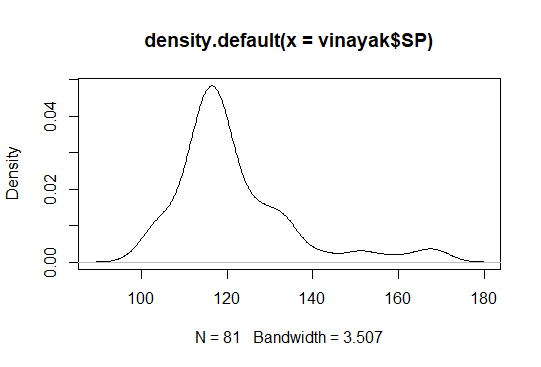 density.default(x = vinayak$SP)
Density
0.00
0.02
0.04
100 120 140 160 180
N = 81 Bandwidth = 3.507